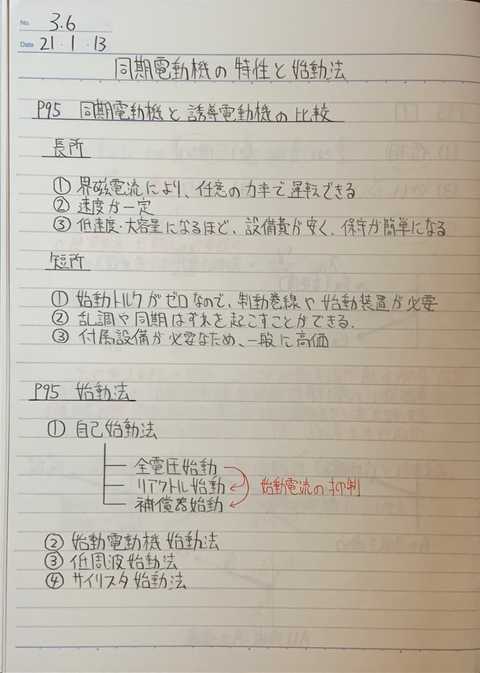 No. 3.6
Date 21・1・13
同期電動機の特性と始動法
P95 同期電動機と誘導電動機の比較
長所
① 界磁電流により、任意の力率で運転できる
② 速度が一定
③ 低速度・大容量になるほど、設備費が安く、保守が簡単になる
短所
① 始動トルクがゼロなので、制動巻線や始動装置が必要
② 乱調や同期はずれを起こすことができる.
③ 付属設備が必要なため、一般に高価
P95 始動法
① 自己始動法
全電圧始動
リアクトル始動 始動電流の抑制
補償器始動
② 始動電動機始動法
③ 低周波始動法
④ サイリスタ始動法